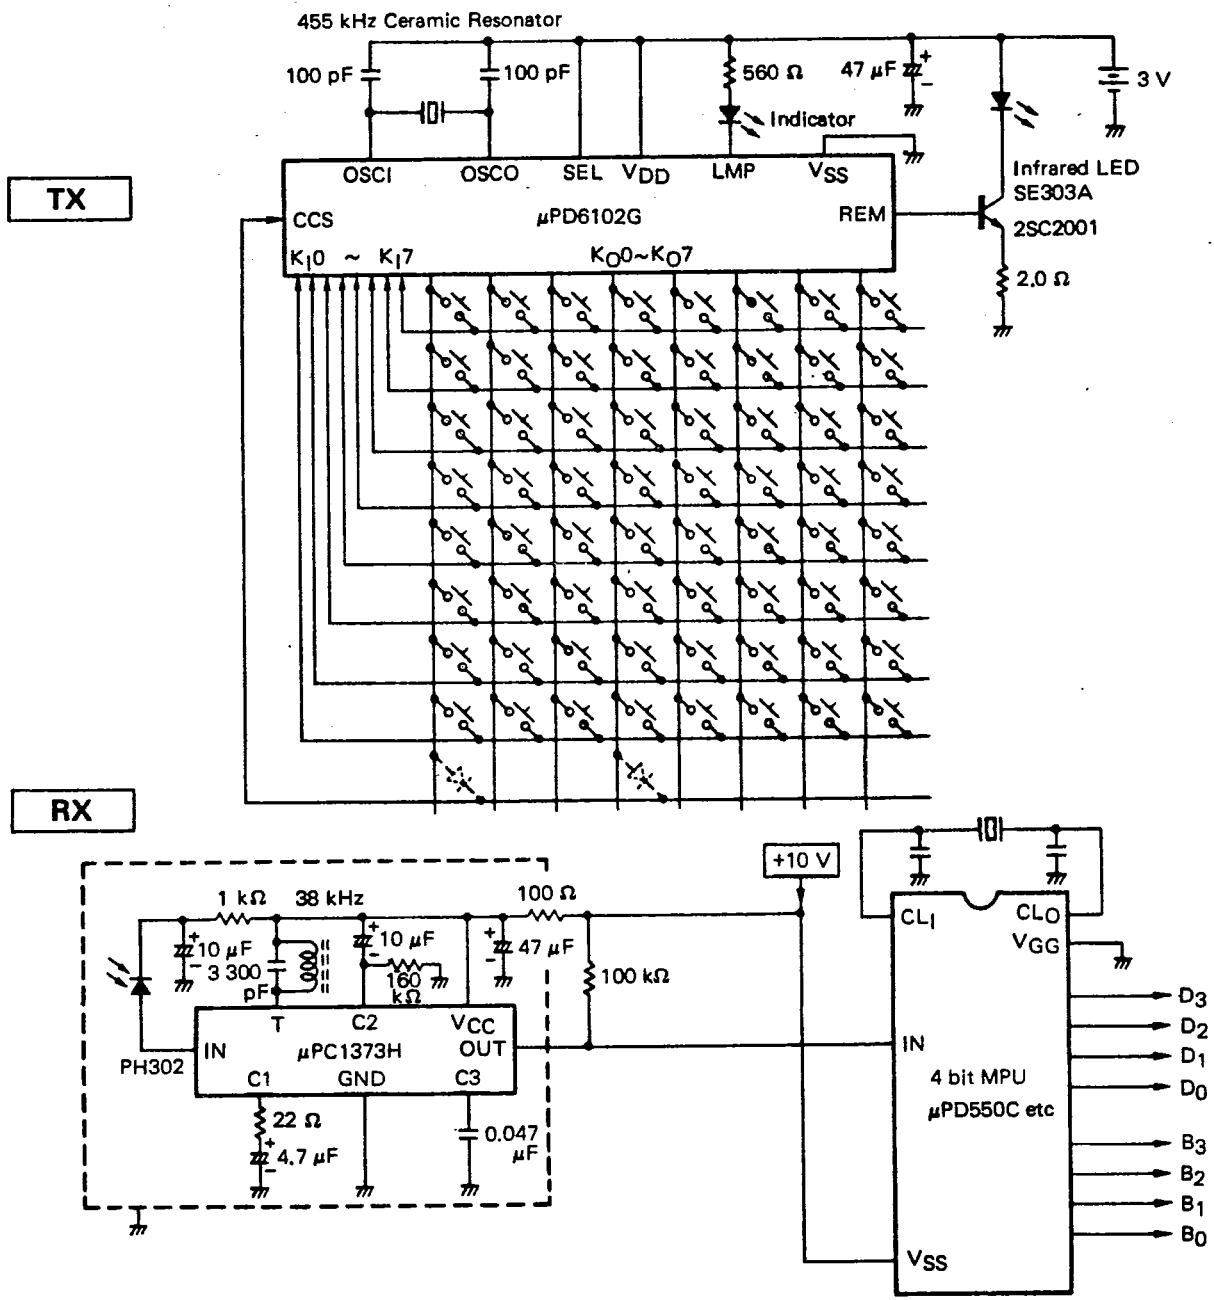 455 kHz Ceramic Resonator
100 pF
100 pF
560 Ω
47 μF
+
-
3 V
Indicator
TX
OSCI
OSCO
SEL
VDD
LMP
VSS
Infrared LED
SE303A
CCS
μPD6102G
REM
2SC2001
KI0 ~ KI7
KO0~KO7
2.0 Ω
RX
+10 V
1 kΩ
38 kHz
100 Ω
CLI
CLO
VGG
+
10 μF
-
3 300
pF
+
10 μF
-
160
kΩ
+
47 μF
-
100 kΩ
D3
D2
D1
D0
T
C2
VCC
IN
μPC1373H
OUT
IN
PH302
C1
GND
C3
4 bit MPU
μPD550C etc
22 Ω
+
4.7 μF
-
0.047
μF
B3
B2
B1
B0
VSS